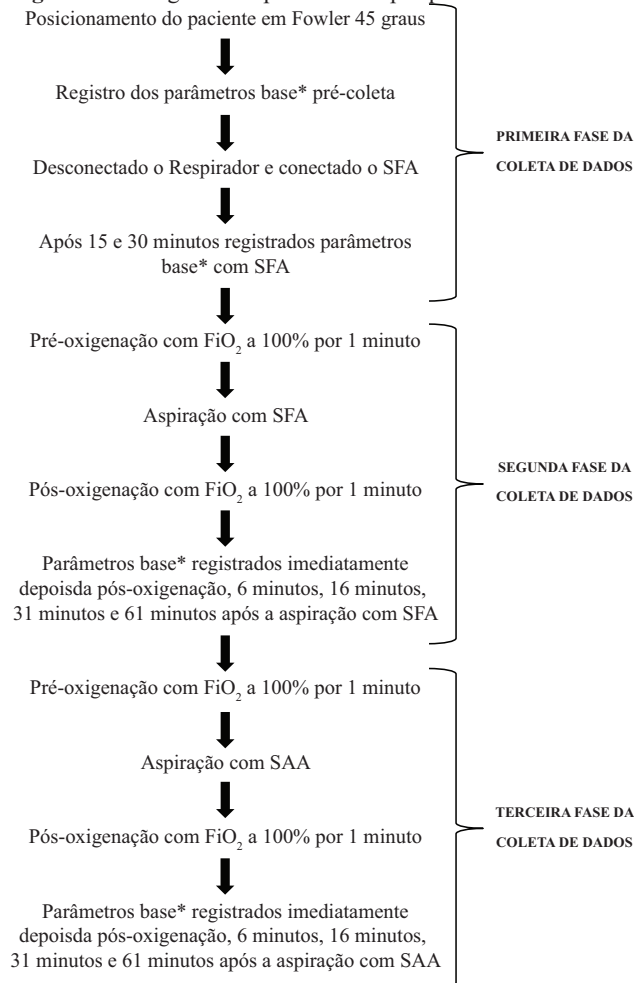 Posicionamento do paciente em Fowler 45 graus
Registro dos parâmetros base* pré-coleta
PRIMEIRA FASE DA
COLETA DE DADOS
Desconectado o Respirador e conectado o SFA
Após 15 e 30 minutos registrados parâmetros
base* com SFA
Pré-oxigenação com FiO₂ a 100% por 1 minuto
Aspiração com SFA
SEGUNDA FASE DA
COLETA DE DADOS
Pós-oxigenação com FiO₂ a 100% por 1 minuto
Parâmetros base* registrados imediatamente
depoisda pós-oxigenação, 6 minutos, 16 minutos,
31 minutos e 61 minutos após a aspiração com SFA
Pré-oxigenação com FiO₂ a 100% por 1 minuto
Aspiração com SAA
TERCEIRA FASE DA
COLETA DE DADOS
Pós-oxigenação com FiO₂ a 100% por 1 minuto
Parâmetros base* registrados imediatamente
depoisda pós-oxigenação, 6 minutos, 16 minutos,
31 minutos e 61 minutos após a aspiração com SAA